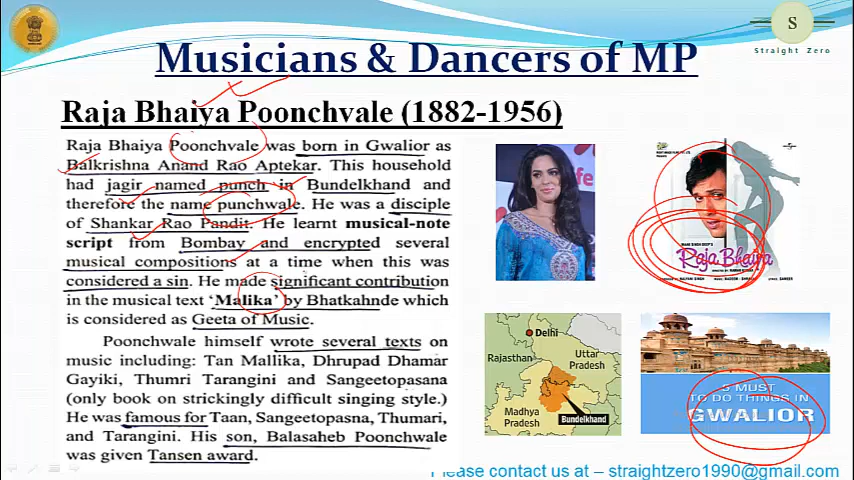 S
Straight Zero
Musicians & Dancers of MP
Raja Bhaiya Poonchvale (1882-1956)
Raja Bhaiya Poonchvale was born in Gwalior as
Balkrishna Anand Rao Aptekar. This household
had jagir named punch in Bundelkhand and
therefore the name punchwale. He was a disciple
of Shankar Rao Pandit. He learnt musical-note
script from Bombay and encrypted several
musical compositions at a time when this was
considered a sin. He made significant contribution
in the musical text 'Malika' by Bhatkahnde which
is considered as Geeta of Music.
Poonchwale himself wrote several texts on
music including: Tan Mallika, Dhrupad Dhamar
Gayiki, Thumri Tarangini and Sangeetopasana
(only book on strickingly difficult singing style.)
He was famous for Taan, Sangeetopasna, Thumari,
and Tarangini. His son, Balasaheb Poonchwale
was given Tansen award.
Raja Bhaiya
Delhi
Rajasthan
Uttar
Pradesh
Madhya
Pradesh
Bundelkhand
5 MUST
TO DO THINGS IN
GWALIOR
Please contact us at – straightzero1990@gmail.com